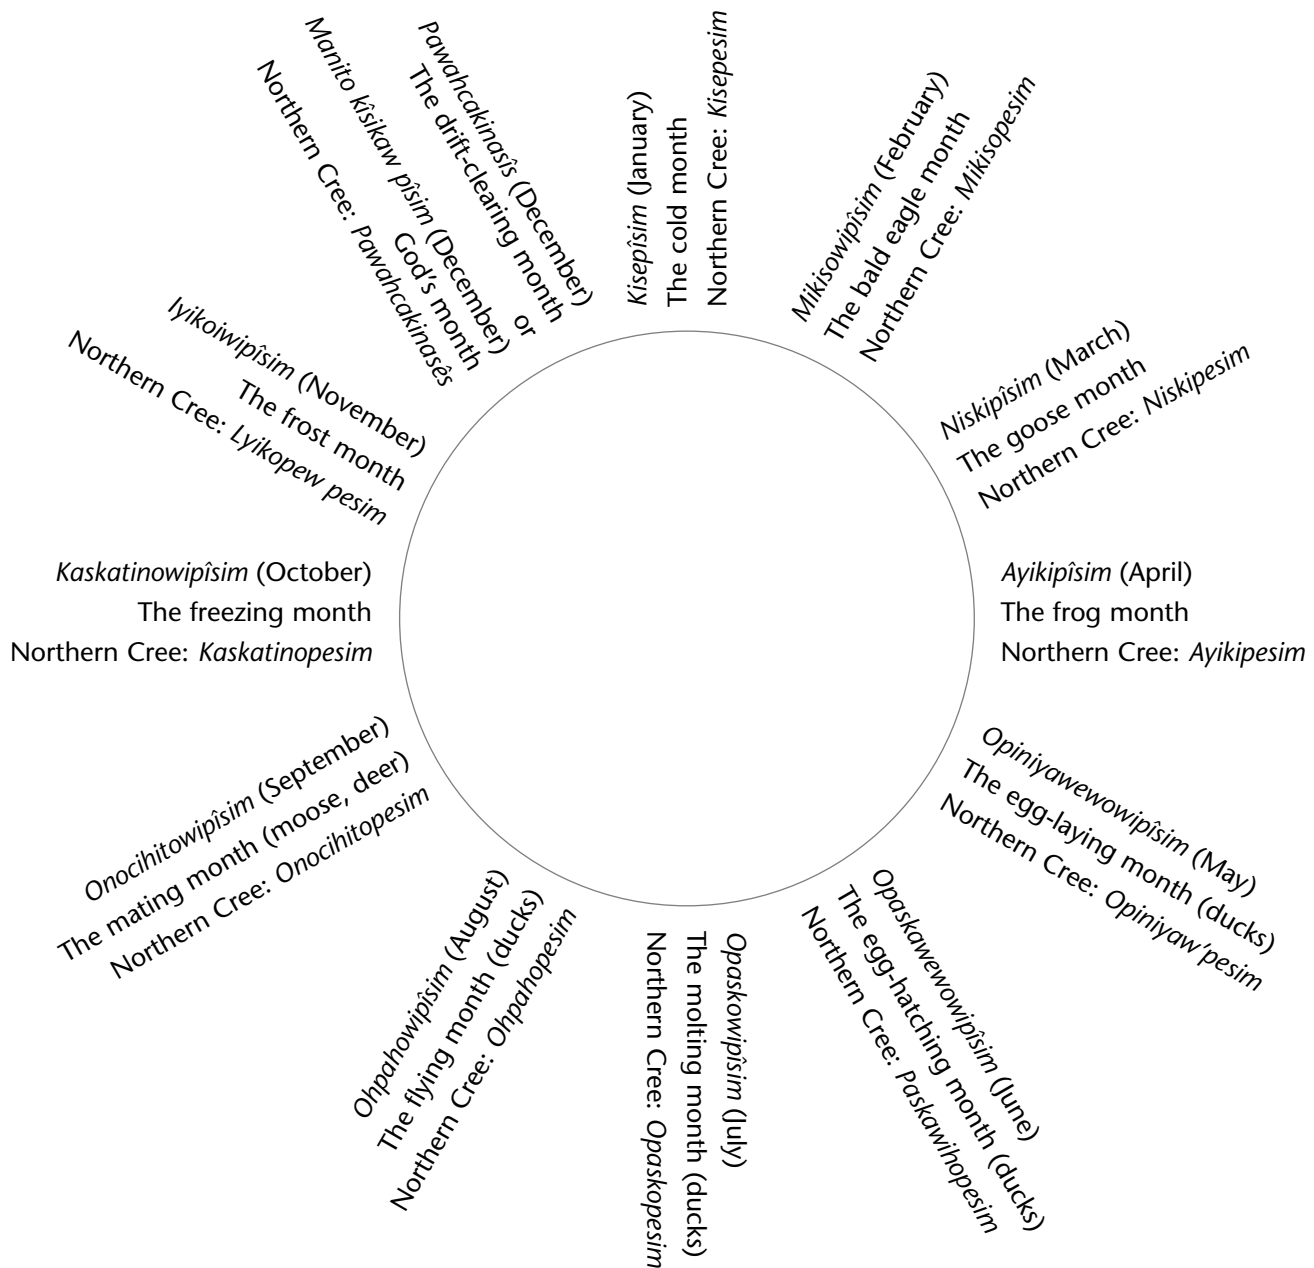 Kisepîsim (January)
The cold month
Northern Cree: Kisepesim
Mikisowipîsim (February)
The bald eagle month
Northern Cree: Mikisopesim
Niskipîsim (March)
The goose month
Northern Cree: Niskipesim
Ayikipîsim (April)
The frog month
Northern Cree: Ayikipesim
Opiniyawewowipîsim (May)
The egg-laying month (ducks)
Northern Cree: Opiniyaw'pesim
Opaskawewowipîsim (June)
The egg-hatching month (ducks)
Northern Cree: Paskawihopesim
Opaskowipîsim (July)
The molting month (ducks)
Northern Cree: Opaskopesim
Ohpahowipîsim (August)
The flying month (ducks)
Northern Cree: Ohpahopesim
Onocihitowipîsim (September)
The mating month (moose, deer)
Northern Cree: Onocihitopesim
Kaskatinowipîsim (October)
The freezing month
Northern Cree: Kaskatinopesim
Iyikoiwipîsim (November)
The frost month
Northern Cree: Lyikopew pesim
Pawahcakinasîs (December)
The drift-clearing month
or
Manito kîsikaw pîsim (December)
God's month
Northern Cree: Pawahcakinasês